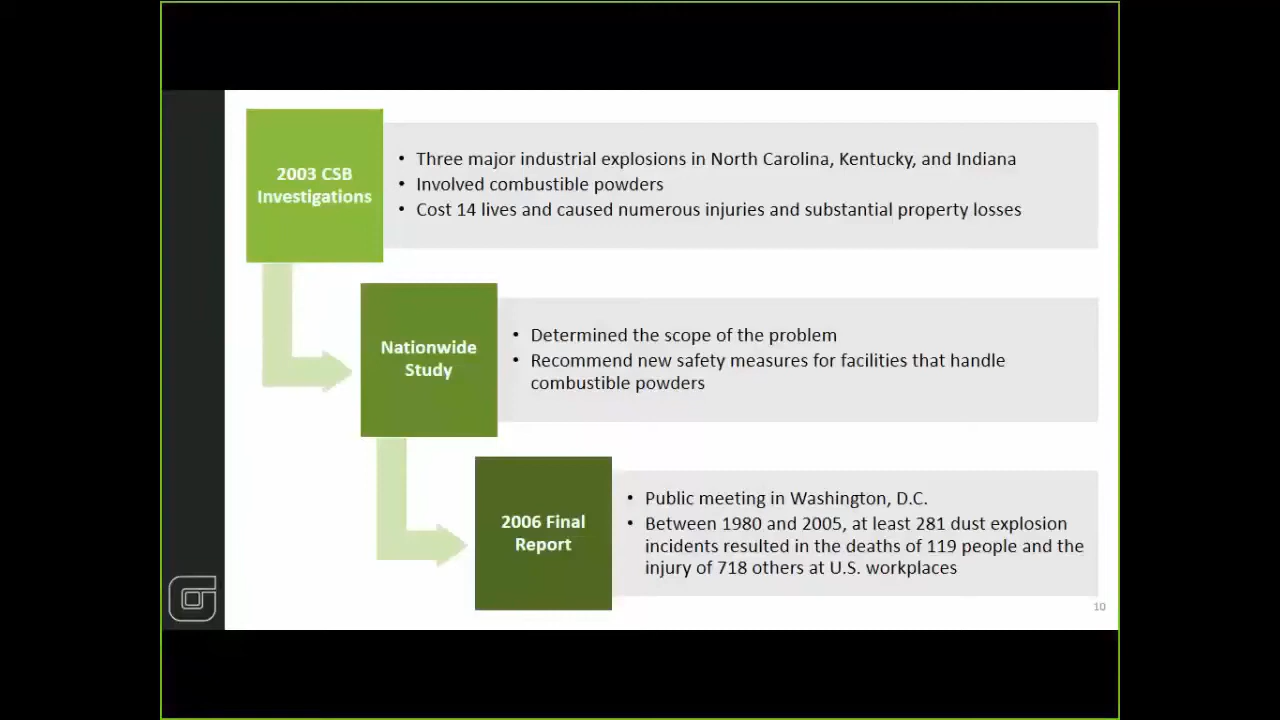 2003 CSB
Investigations
• Three major industrial explosions in North Carolina, Kentucky, and Indiana
• Involved combustible powders
• Cost 14 lives and caused numerous injuries and substantial property losses
Nationwide
Study
• Determined the scope of the problem
• Recommend new safety measures for facilities that handle
combustible powders
2006 Final
Report
• Public meeting in Washington, D.C.
• Between 1980 and 2005, at least 281 dust explosion
incidents resulted in the deaths of 119 people and the
injury of 718 others at U.S. workplaces
10